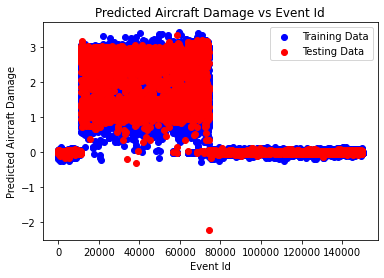 Predicted Aircraft Damage vs Event Id
Training Data
Testing Data
Predicted Aircraft Damage
3
2
1
0
−1
−2
0 20000 40000 60000 80000 100000 120000 140000
Event Id